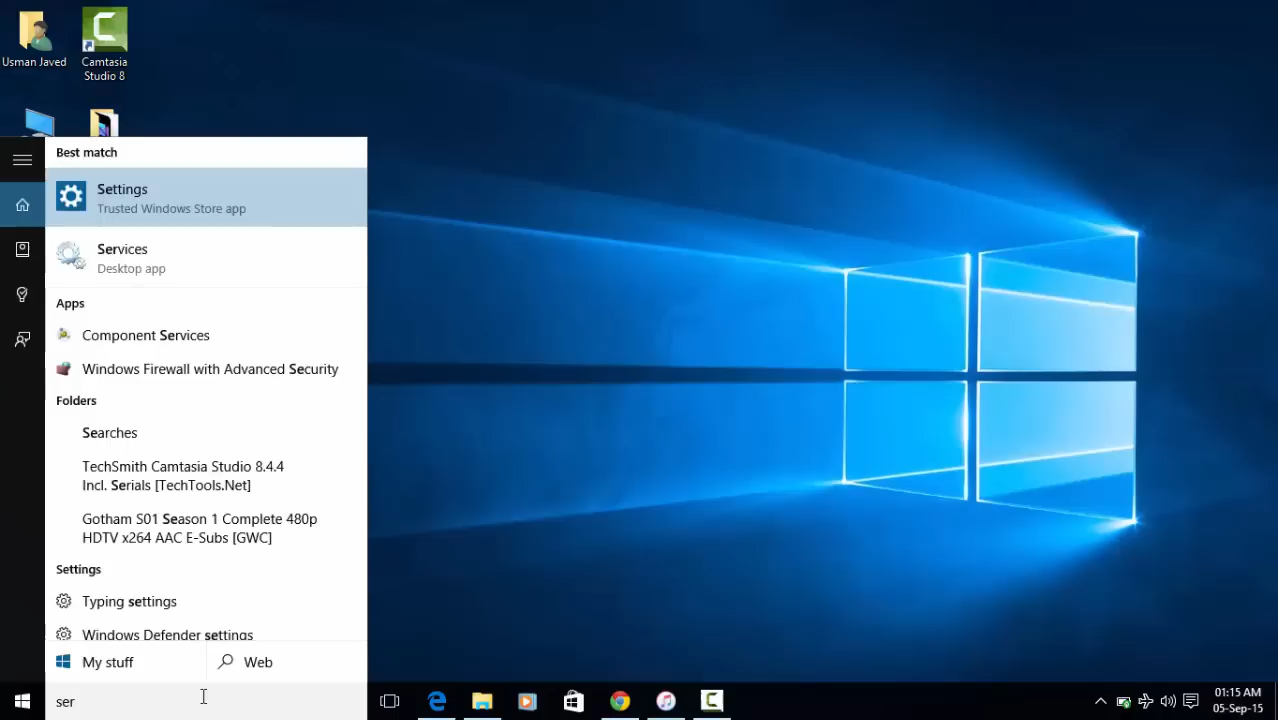 Usman Javed
Camtasia
Studio 8
Best match
Settings
Trusted Windows Store app
Services
Desktop app
Apps
Component Services
Windows Firewall with Advanced Security
Folders
Searches
TechSmith Camtasia Studio 8.4.4
Incl. Serials [TechTools.Net]
Gotham S01 Season 1 Complete 480p
HDTV x264 AAC E-Subs [GWC]
Settings
Typing settings
Windows Defender settings
My stuff
Web
ser
01:15 AM
05-Sep-15